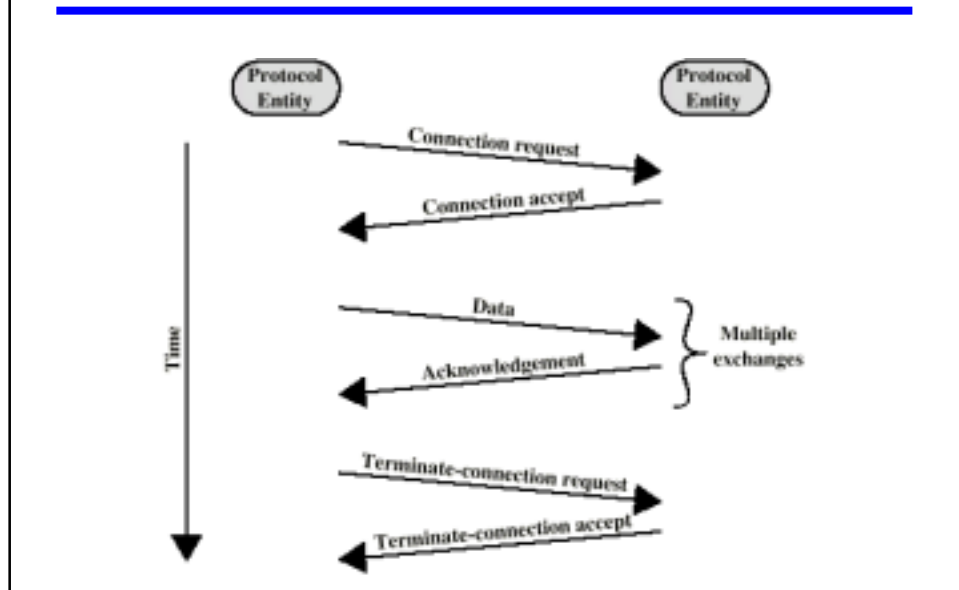 Protocol
Entity
Protocol
Entity
Connection request
Connection accept
Time
Data
Acknowledgement
Multiple
exchanges
Terminate-connection request
Terminate-connection accept